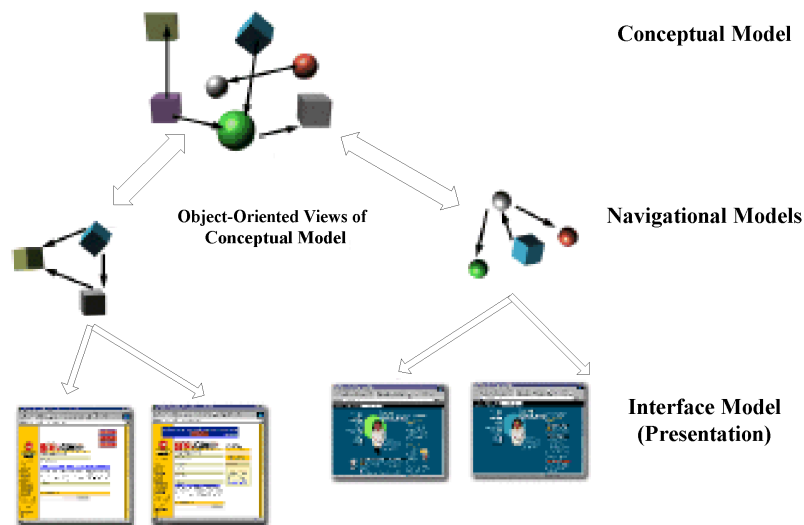 Conceptual Model
Object-Oriented Views of
Conceptual Model
Navigational Models
Interface Model
(Presentation)